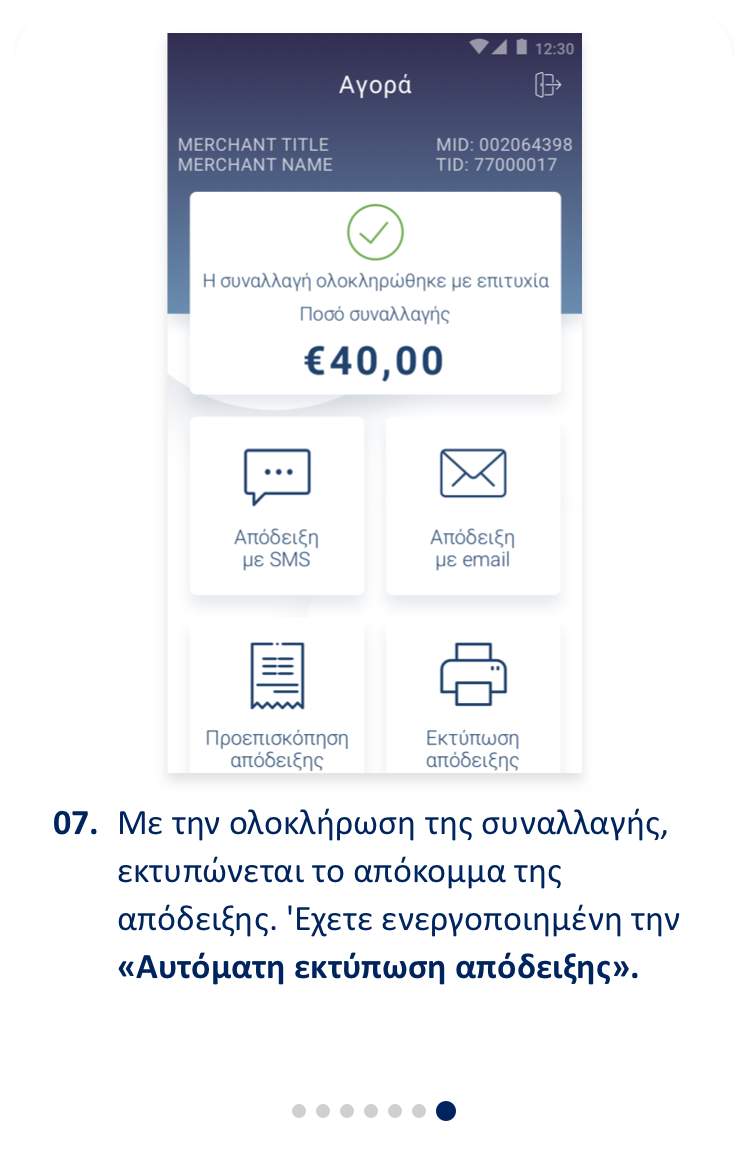 12:30
Αγορά
MERCHANT TITLE MID: 002064398
MERCHANT NAME TID: 77000017
Η συναλλαγή ολοκληρώθηκε με επιτυχία
Ποσό συναλλαγής
€40,00
Απόδειξη
με SMS
Απόδειξη
με email
Προεπισκόπηση
απόδειξης
Εκτύπωση
απόδειξης
07. Με την ολοκλήρωση της συναλλαγής,
εκτυπώνεται το απόκομμα της
απόδειξης. 'Έχετε ενεργοποιημένη την
«Αυτόματη εκτύπωση απόδειξης».